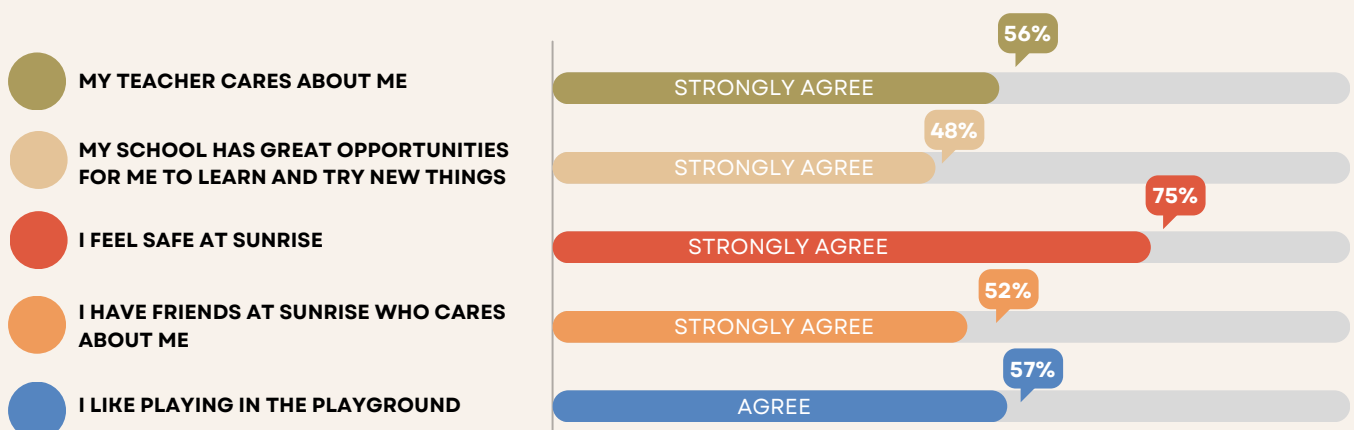 56%
MY TEACHER CARES ABOUT ME
STRONGLY AGREE
48%
MY SCHOOL HAS GREAT OPPORTUNITIES
FOR ME TO LEARN AND TRY NEW THINGS
STRONGLY AGREE
75%
I FEEL SAFE AT SUNRISE
STRONGLY AGREE
52%
I HAVE FRIENDS AT SUNRISE WHO CARES
ABOUT ME
STRONGLY AGREE
57%
I LIKE PLAYING IN THE PLAYGROUND
AGREE